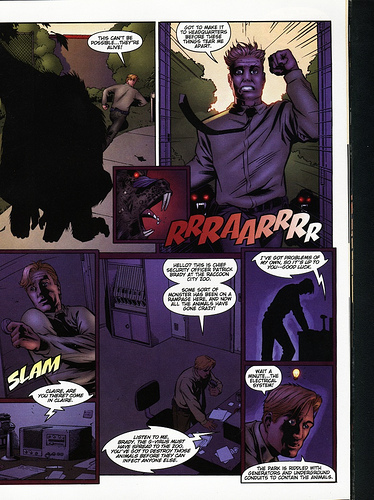 THIS CAN'T BE
POSSIBLE...THEY'RE
ALIVE!
GOT TO MAKE IT
TO HEADQUARTERS
BEFORE THESE
THINGS TEAR ME
APART.
RRRAARRRR
SLAM
CLAIRE, ARE
YOU THERE? COME
IN CLAIRE.
HELLO? THIS IS CHIEF
SECURITY OFFICER PATRICK
BRADY AT THE RACCOON
CITY ZOO.
SOME SORT OF
MONSTER HAS BEEN ON A
RAMPAGE HERE, AND NOW
ALL THE ANIMALS HAVE
GONE CRAZY!
LISTEN TO ME,
BRADY, THE G-VIRUS MUST
HAVE SPREAD TO THE ZOO.
YOU'VE GOT TO DESTROY THOSE
ANIMALS BEFORE THEY CAN
INFECT ANYONE ELSE.
I'VE GOT PROBLEMS OF
MY OWN, SO IT'S UP TO
YOU--GOOD LUCK.
WAIT A
MINUTE...THE
ELECTRICAL
SYSTEM!
THE PARK IS RIDDLED WITH
GENERATORS AND UNDERGROUND
CONDUITS TO CONTAIN THE ANIMALS.